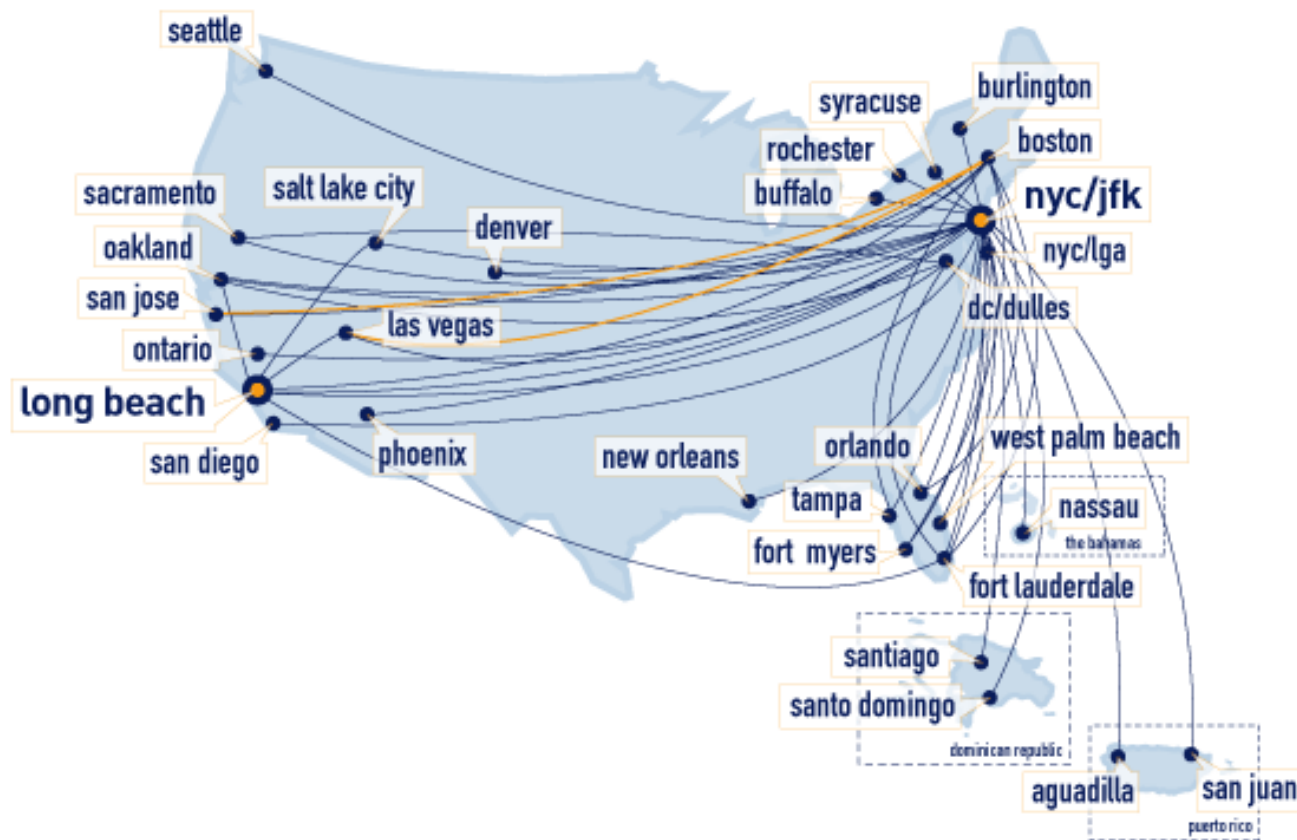 seattle
burlington
syracuse
boston
rochester
salt lake city
sacramento
buffalo
nyc/jfk
denver
oakland
nyc/lga
san jose
dc/dulles
las vegas
ontario
long beach
west palm beach
orlando
san diego
phoenix
new orleans
tampa
nassau
the bahamas
fort myers
fort lauderdale
santiago
santo domingo
dominican republic
aguadilla
san juan
puerto rico